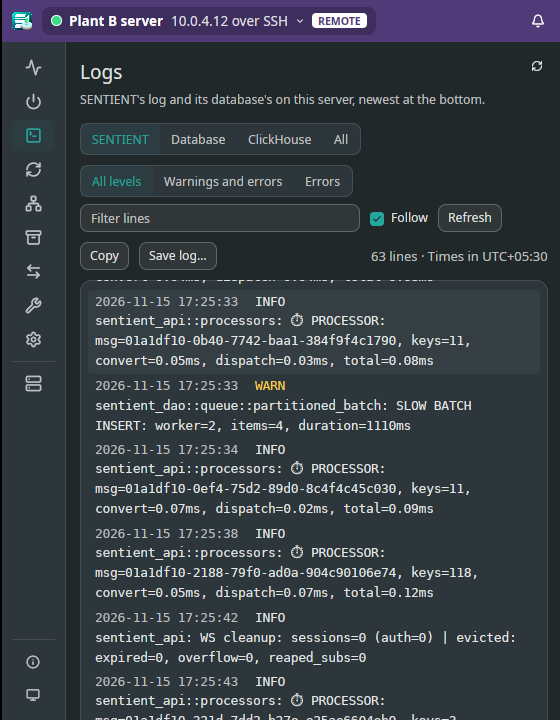 Plant B server 10.0.4.12 over SSH REMOTE
Logs
SENTIENT's log and its database's on this server, newest at the bottom.
SENTIENT Database ClickHouse All
All levels Warnings and errors Errors
Filter lines Follow Refresh
Copy Save log... 63 lines · Times in UTC+05:30
2026-11-15 17:25:33 INFO
sentient_api::processors: ⏱ PROCESSOR:
msg=01a1df10-0b40-7742-baa1-384f9f4c1790, keys=11,
convert=0.05ms, dispatch=0.03ms, total=0.08ms
2026-11-15 17:25:33 WARN
sentient_dao::queue::partitioned_batch: SLOW BATCH
INSERT: worker=2, items=4, duration=1110ms
2026-11-15 17:25:34 INFO
sentient_api::processors: ⏱ PROCESSOR:
msg=01a1df10-0ef4-75d2-89d0-8c4f4c45c030, keys=11,
convert=0.07ms, dispatch=0.02ms, total=0.09ms
2026-11-15 17:25:38 INFO
sentient_api::processors: ⏱ PROCESSOR:
msg=01a1df10-2188-79f0-ad0a-904c90106e74, keys=118,
convert=0.05ms, dispatch=0.07ms, total=0.12ms
2026-11-15 17:25:42 INFO
sentient_api: WS cleanup: sessions=0 (auth=0) | evicted:
expired=0, overflow=0, reaped_subs=0
2026-11-15 17:25:43 INFO
sentient_api::processors: ⏱ PROCESSOR: